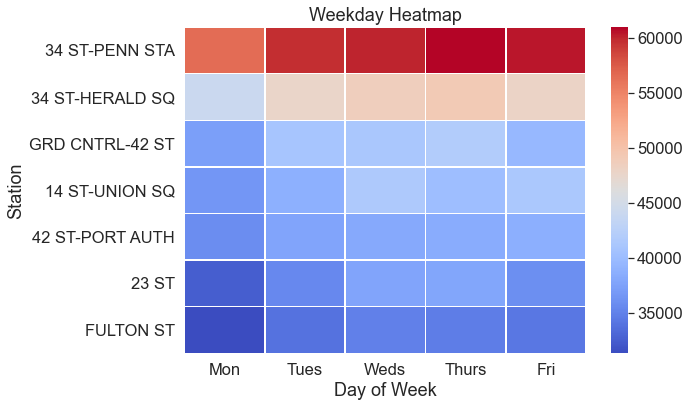 Weekday Heatmap
Station
34 ST-PENN STA
34 ST-HERALD SQ
GRD CNTRL-42 ST
14 ST-UNION SQ
42 ST-PORT AUTH
23 ST
FULTON ST
Mon Tues Weds Thurs Fri
Day of Week
60000
55000
50000
45000
40000
35000